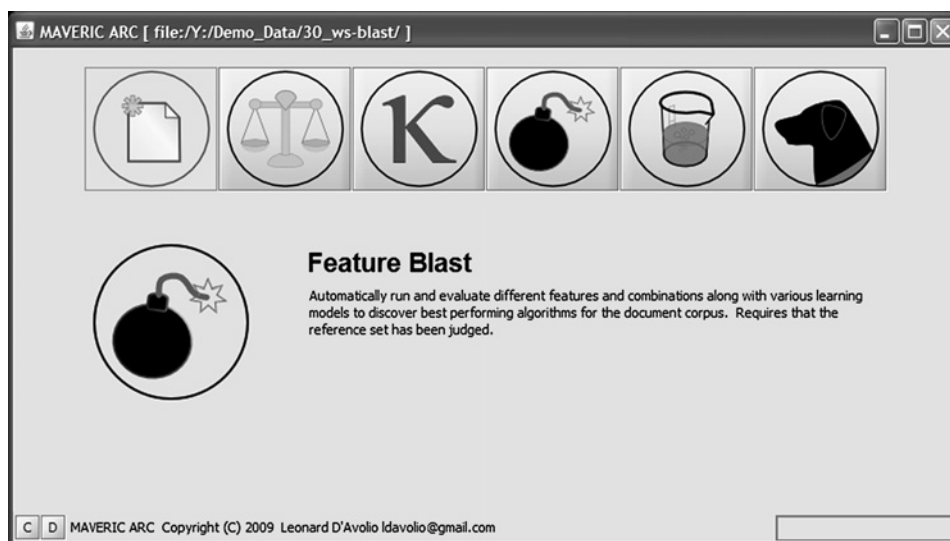 MAVERIC ARC [ file:/Y:/Demo_Data/30_ws-blast/ ]
K
Feature Blast
Automatically run and evaluate different features and combinations along with various learning
models to discover best performing algorithms for the document corpus.  Requires that the
reference set has been judged.
C D MAVERIC ARC Copyright (C) 2009 Leonard D'Avolio ldavolio@gmail.com